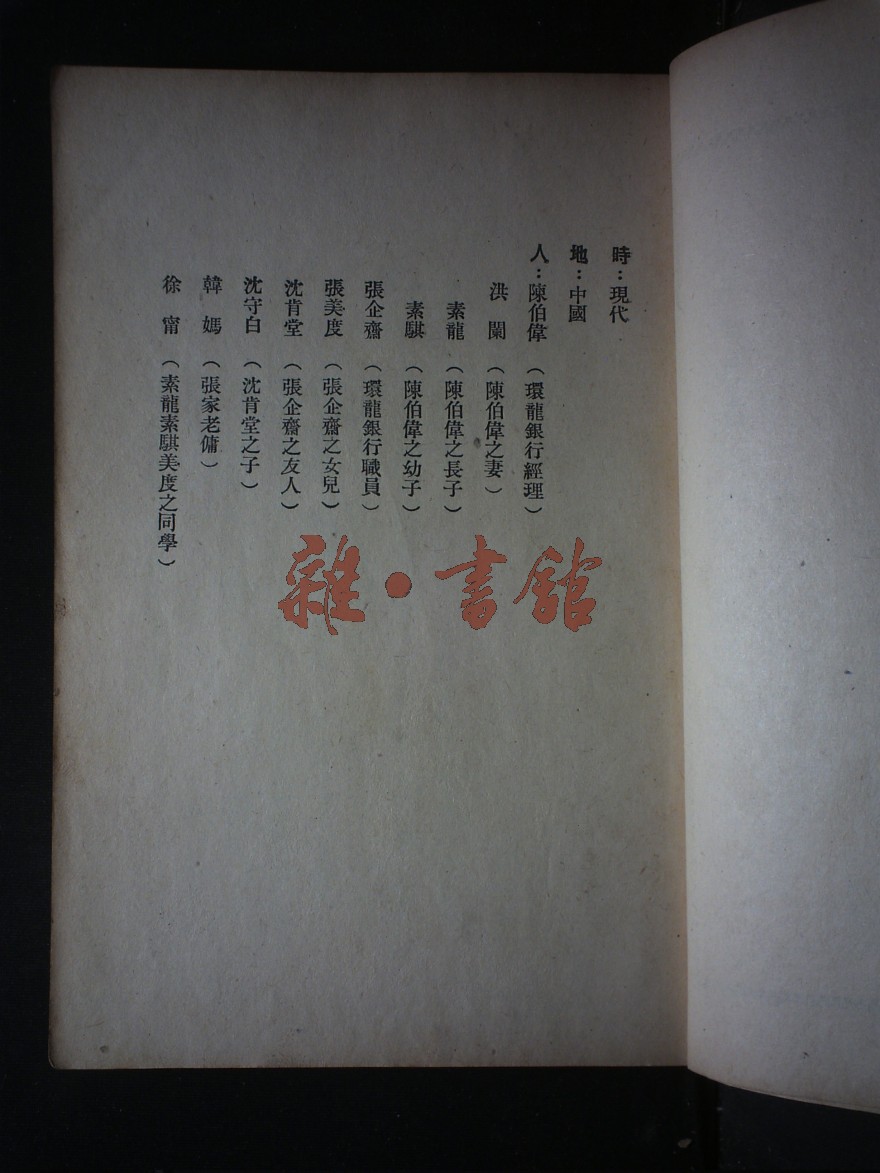 時：現代
地：中國
人：陳伯偉（環龍銀行經理）
洪闌（陳伯偉之妻）
素龍（陳伯偉之長子）
素騏（陳伯偉之幼子）
張企齋（環龍銀行職員）
張美度（張企齋之女兒）
沈肯堂（張企齋之友人）
沈守白（沈肯堂之子）
韓媽（張家老傭）
徐甯（素龍素騏美度之同學）
雜·書館